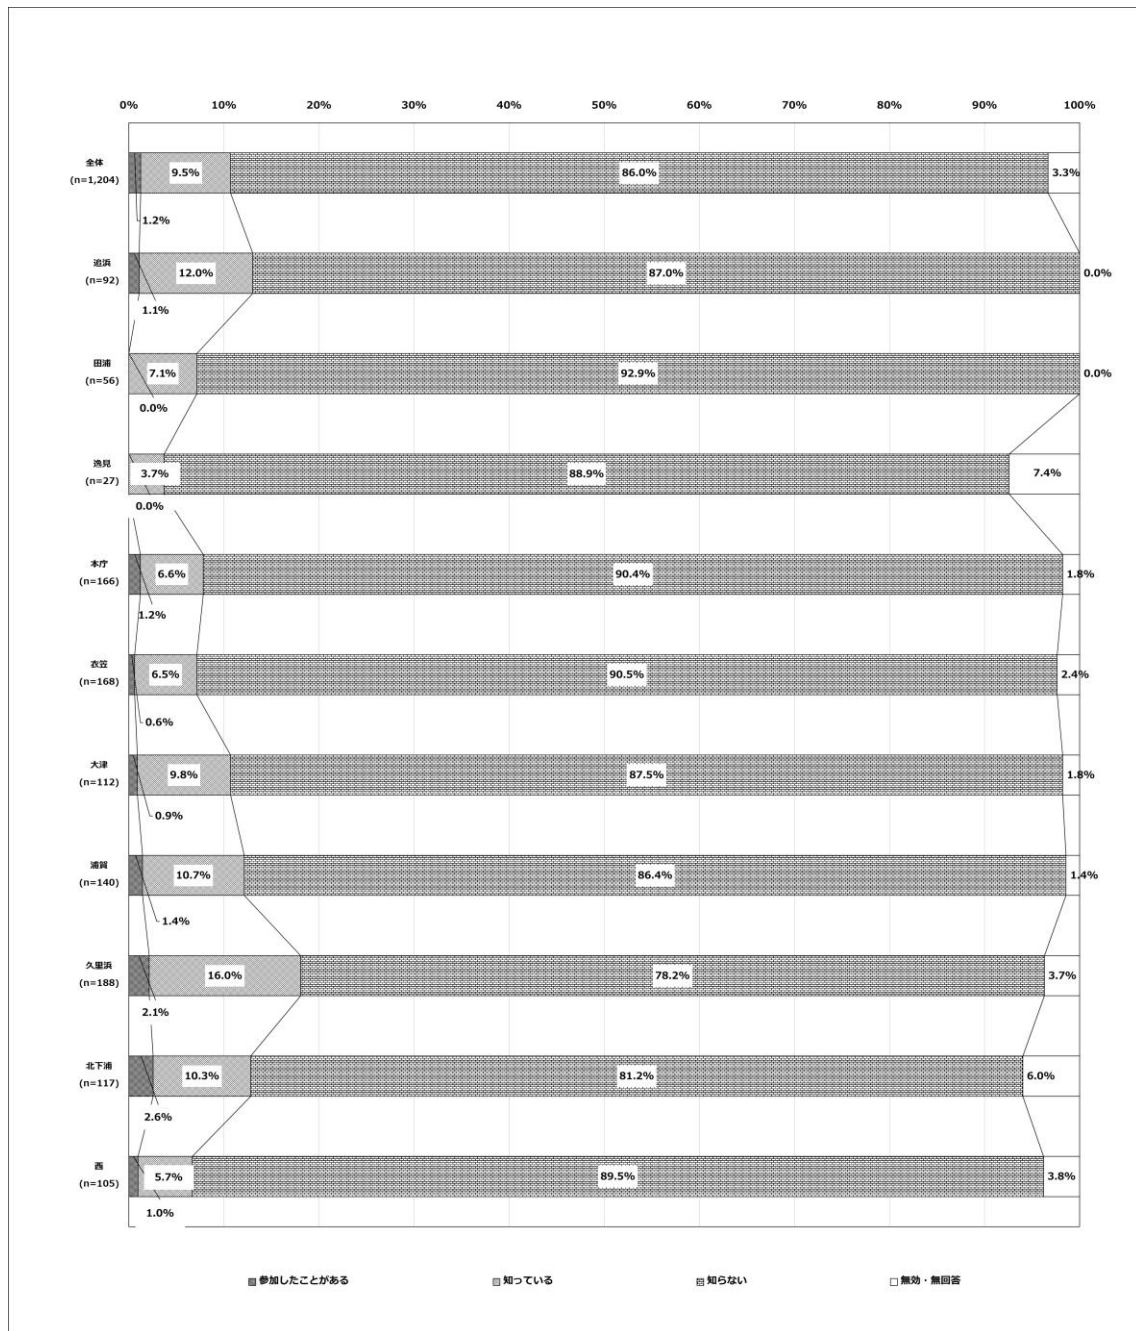 0% 10% 20% 30% 40% 50% 60% 70% 80% 90% 100%
全体
(n=1,204)
9.5% 86.0% 3.3%
1.2%
追浜
(n=92)
12.0% 87.0% 0.0%
1.1%
田浦
(n=56)
7.1% 92.9% 0.0%
0.0%
逸見
(n=27)
3.7% 88.9% 7.4%
0.0%
本庁
(n=166)
6.6% 90.4% 1.8%
1.2%
衣笠
(n=168)
6.5% 90.5% 2.4%
0.6%
大津
(n=112)
9.8% 87.5% 1.8%
0.9%
浦賀
(n=140)
10.7% 86.4% 1.4%
1.4%
久里浜
(n=188)
16.0% 78.2% 3.7%
2.1%
北下浦
(n=117)
10.3% 81.2% 6.0%
2.6%
西
(n=105)
5.7% 89.5% 3.8%
1.0%
参加したことがある 知っている 知らない 無効・無回答